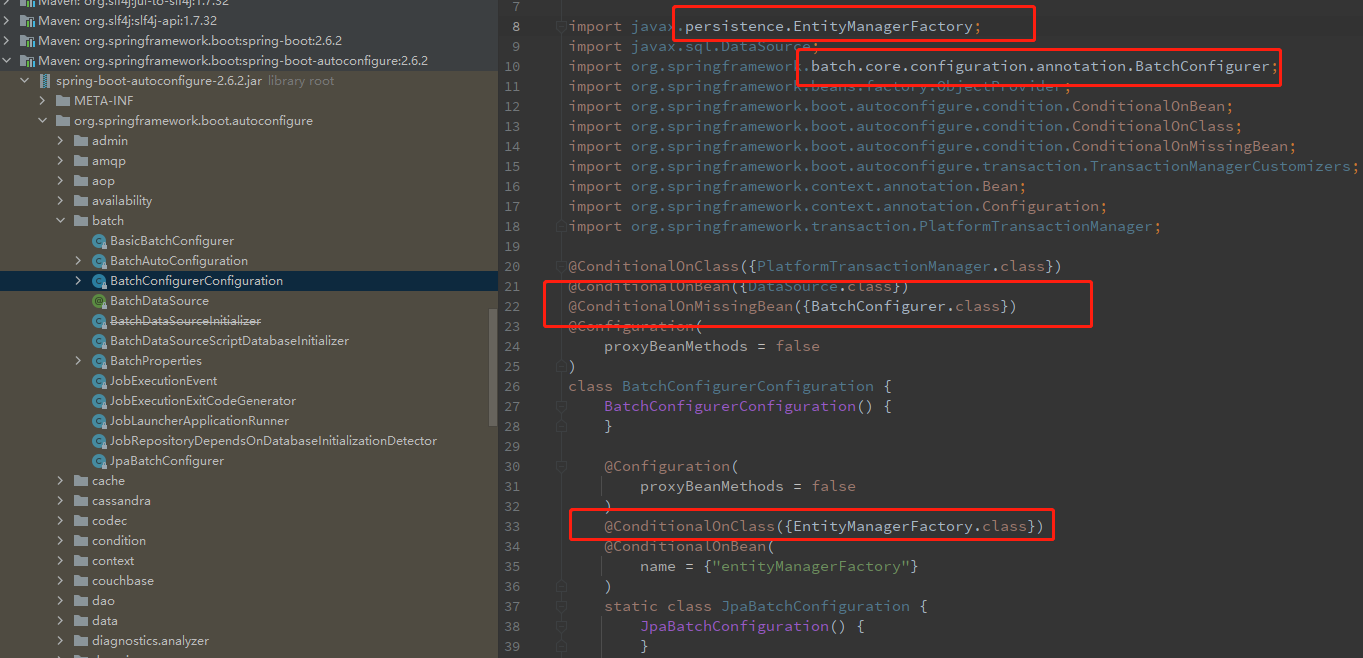 Maven: org.slf4j:jul-to-slf4j:1.7.32
Maven: org.slf4j:slf4j-api:1.7.32
Maven: org.springframework.boot:spring-boot:2.6.2
Maven: org.springframework.boot:spring-boot-autoconfigure:2.6.2
spring-boot-autoconfigure-2.6.2.jar library root
META-INF
org.springframework.boot.autoconfigure
admin
amqp
aop
availability
batch
BasicBatchConfigurer
BatchAutoConfiguration
BatchConfigurerConfiguration
BatchDataSource
BatchDataSourceInitializer
BatchDataSourceScriptDatabaseInitializer
BatchProperties
JobExecutionEvent
JobExecutionExitCodeGenerator
JobLauncherApplicationRunner
JobRepositoryDependsOnDatabaseInitializationDetector
JpaBatchConfigurer
cache
cassandra
codec
condition
context
couchbase
dao
data
diagnostics.analyzer
7
8 import javax.persistence.EntityManagerFactory;
9 import javax.sql.DataSource;
10 import org.springframework.batch.core.configuration.annotation.BatchConfigurer;
11 import org.springframework.beans.factory.ObjectProvider;
12 import org.springframework.boot.autoconfigure.condition.ConditionalOnBean;
13 import org.springframework.boot.autoconfigure.condition.ConditionalOnClass;
14 import org.springframework.boot.autoconfigure.condition.ConditionalOnMissingBean;
15 import org.springframework.boot.autoconfigure.transaction.TransactionManagerCustomizers;
16 import org.springframework.context.annotation.Bean;
17 import org.springframework.context.annotation.Configuration;
18 import org.springframework.transaction.PlatformTransactionManager;
19
20 @ConditionalOnClass({PlatformTransactionManager.class})
21 @ConditionalOnBean({DataSource.class})
22 @ConditionalOnMissingBean({BatchConfigurer.class})
23 @Configuration(
24 proxyBeanMethods = false
25 )
26 class BatchConfigurerConfiguration {
27 BatchConfigurerConfiguration() {
28 }
29
30 @Configuration(
31 proxyBeanMethods = false
32 )
33 @ConditionalOnClass({EntityManagerFactory.class})
34 @ConditionalOnBean(
35 name = {"entityManagerFactory"}
36 )
37 static class JpaBatchConfiguration {
38 JpaBatchConfiguration() {
39 }